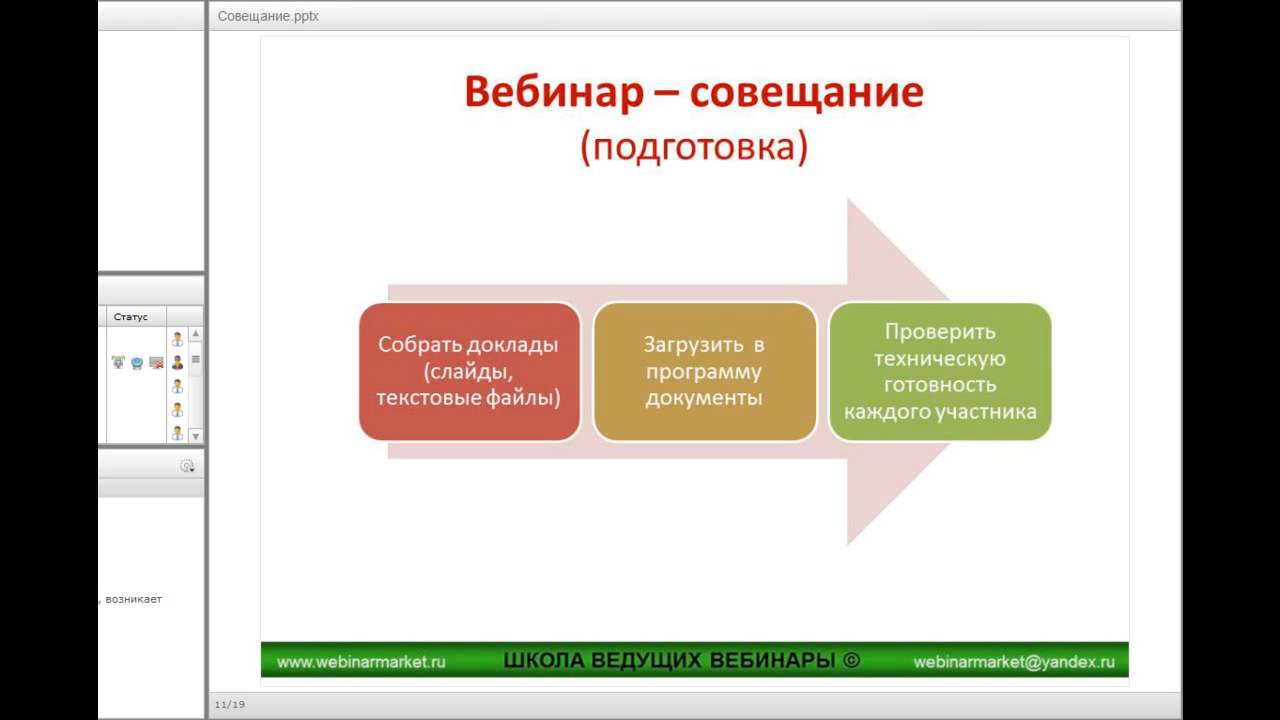 Совещание.pptx
Вебинар – совещание
(подготовка)
Статус
Собрать доклады
(слайды,
текстовые файлы)
Загрузить в
программу
документы
Проверить
техническую
готовность
каждого участника
, возникает
www.webinarmarket.ru
ШКОЛА ВЕДУЩИХ ВЕБИНАРЫ ©
webinarmarket@yandex.ru
11/19